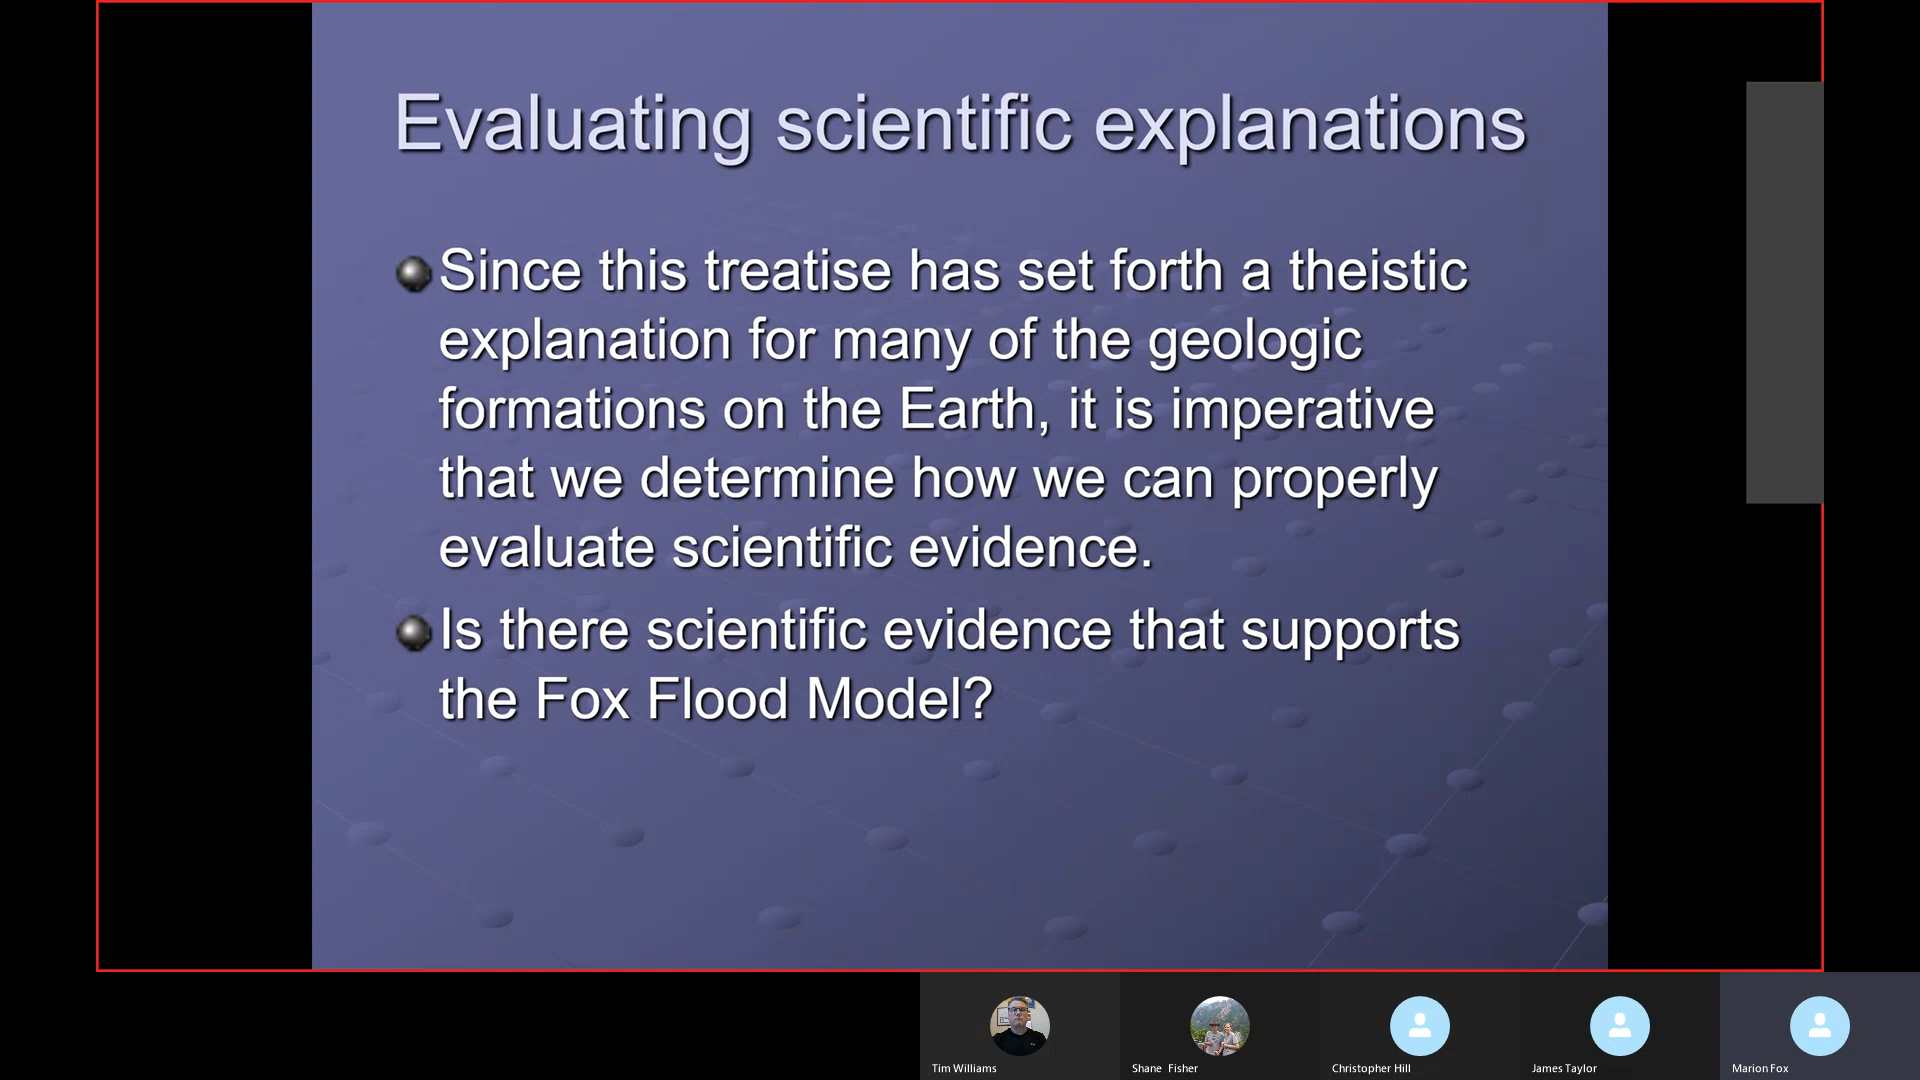 Evaluating scientific explanations
Since this treatise has set forth a theistic
explanation for many of the geologic
formations on the Earth, it is imperative
that we determine how we can properly
evaluate scientific evidence.
Is there scientific evidence that supports
the Fox Flood Model?
Tim Williams
Shane Fisher
Christopher Hill
James Taylor
Marion Fox